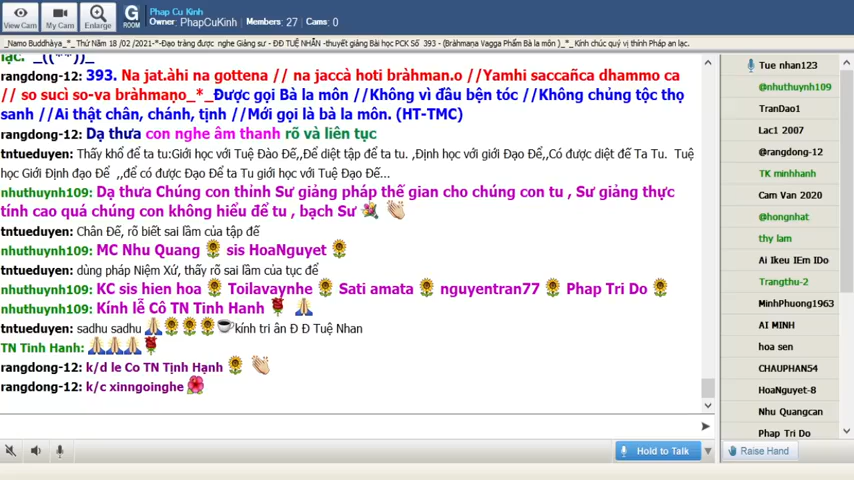 View Cam
My Cam
Enlarge
G
ROOM
Phap Cu Kinh
Owner: PhapCuKinh | Members: 27 | Cams: 0
_Namo Buddhàya_*_ Thứ Năm 18 /02 /2021-*-Đạo tràng được nghe Giảng sư - ĐĐ TUỆ NHÂN -thuyết giảng Bài học PCK Số 393 - (Bràhmaṇa Vagga Phẩm Bà la môn )_*_ Kính chúc quý vị thính Pháp an lạc.
lạc. _((**))_
rangdong-12: 393. Na jaṭ.àhi na gottena // na jaccà hoti bràhman.o //Yamhi saccañca dhammo ca
// so sucì so-va bràhmaṇo_*_Được gọi Bà la môn //Không vì đầu bện tóc //Không chủng tộc thọ
sanh //Ai thật chân, chánh, tịnh //Mới gọi là bà la môn. (HT-TMC)
rangdong-12: Dạ thưa con nghe âm thanh rõ và liên tục
tntueduyen: Thấy khổ để ta tu:Giới học với Tuệ Đào Đế,,Để diệt tập để ta tu. ,Định học với giới Đạo Đế,,Có được diệt đế Ta Tu. Tuệ
học Giới Định đạo Đế ,,để có được Đạo Đế ta Tu giới học với Tuệ Đạo Đế...
nhuthuynh109: Dạ thưa Chúng con thỉnh Sư giảng pháp thế gian cho chúng con tu , Sư giảng thực
tính cao quá chúng con không hiểu để tu , bạch Sư
tntueduyen: Chân Đế, rõ biết sai lầm của tập đế
nhuthuynh109: MC Nhu Quang sis HoaNguyet
tntueduyen: dùng pháp Niệm Xứ, thấy rõ sai lầm của tục đế
nhuthuynh109: KC sis hien hoa Toilavaynhe Sati amata nguyentran77 Phap Tri Do
nhuthuynh109: Kính lễ Cô TN Tinh Hanh
tntueduyen: sadhu sadhu kính tri ân Đ Đ Tuệ Nhan
TN Tinh Hanh:
rangdong-12: k/d le Co TN Tịnh Hạnh
rangdong-12: k/c xinngoinghe
Hold to Talk
Tue nhan123
@nhuthuynh109
TranDao1
Lac1 2007
@rangdong-12
TK minhhanh
Cam Van 2020
@hongnhat
thy lam
Ai Ikeu IEm IDo
Trangthu-2
MinhPhuong1963
AI MINH
hoa sen
CHAUPHAN54
HoaNguyet-8
Nhu Quangcan
Phap Tri Do
Raise Hand